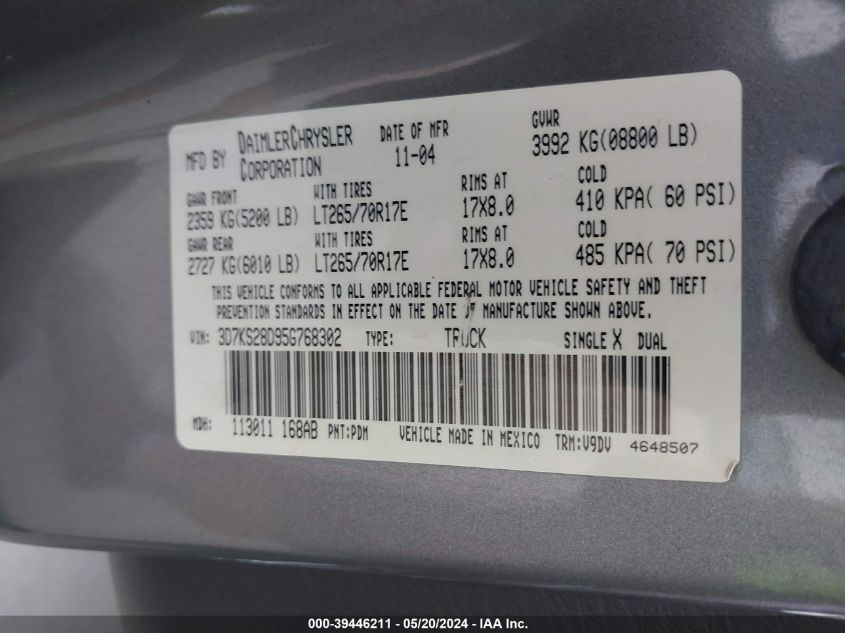 MFD BY DAIMLERCHRYSLER CORPORATION DATE OF MFR 11-04 GVWR 3992 KG(08800 LB)
GAWR FRONT WITH TIRES RIMS AT COLD
2359 KG(5200 LB) LT265/70R17E 17X8.0 410 KPA( 60 PSI)
GAWR REAR WITH TIRES RIMS AT COLD
2727 KG(6010 LB) LT265/70R17E 17X8.0 485 KPA( 70 PSI)
THIS VEHICLE CONFORMS TO ALL APPLICABLE FEDERAL MOTOR VEHICLE SAFETY AND THEFT
PREVENTION STANDARDS IN EFFECT ON THE DATE OF MANUFACTURE SHOWN ABOVE.
VIN: 3D7KS28D95G768302 TYPE: TRUCK SINGLE X DUAL
MDH: 113011 168AB PNT:PDM VEHICLE MADE IN MEXICO TRM:V9DV 4648507
000-39446211 - 05/20/2024 - IAA Inc.